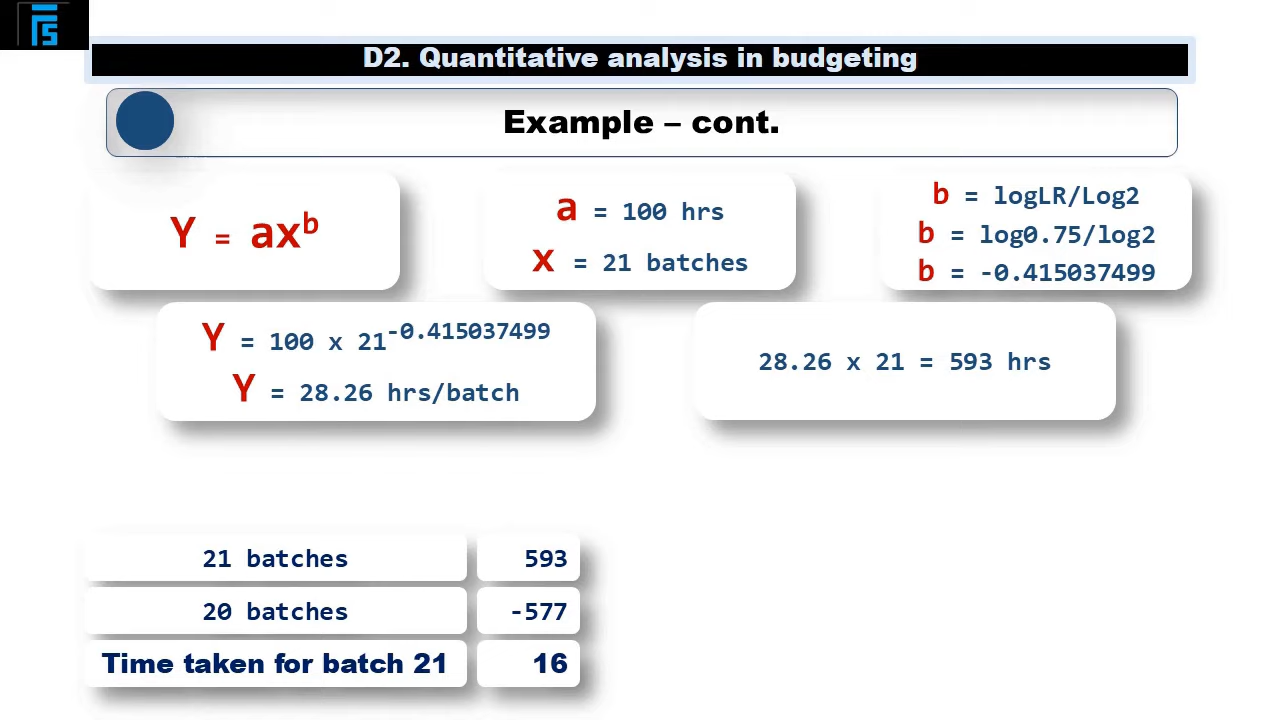 D2. Quantitative analysis in budgeting
Example – cont.
Y = ax^b
a = 100 hrs
x = 21 batches
b = logLR/Log2
b = log0.75/log2
b = -0.415037499
Y = 100 x 21^-0.415037499
Y = 28.26 hrs/batch
28.26 x 21 = 593 hrs
21 batches 593
20 batches -577
Time taken for batch 21 16